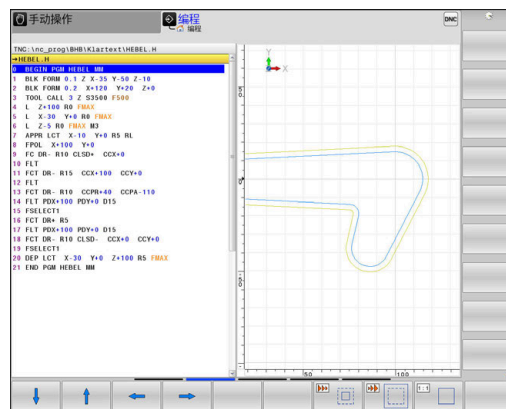 手动操作
编程
编程
DNC
TNC:\nc_prog\BHB\Klartext\HEBEL.H
→HEBEL.H
0 BEGIN PGM HEBEL MM
1 BLK FORM 0.1 Z X-35 Y-50 Z-10
2 BLK FORM 0.2 X+120 Y+20 Z+0
3 TOOL CALL 3 Z S3500 F500
4 L Z+100 R0 FMAX
5 L X-30 Y+0 R0 FMAX
6 L Z-5 R0 FMAX M3
7 APPR LCT X-10 Y+0 R5 RL
8 FPOL X+100 Y+0
9 FC DR- R10 CLSD+ CCX+0
10 FLT
11 FCT DR- R15 CCX+100 CCY+0
12 FLT
13 FCT DR- R10 CCPR+40 CCPA-110
14 FLT PDX+100 PDY+0 D15
15 FSELECT1
16 FCT DR+ R5
17 FLT PDX+100 PDY+0 D15
18 FCT DR- R10 CLSD- CCX+0 CCY+0
19 FSELECT1
20 DEP LCT X-30 Y+0 Z+100 R5 FMAX
21 END PGM HEBEL MM
Y
X
50
0
50
100
1:1